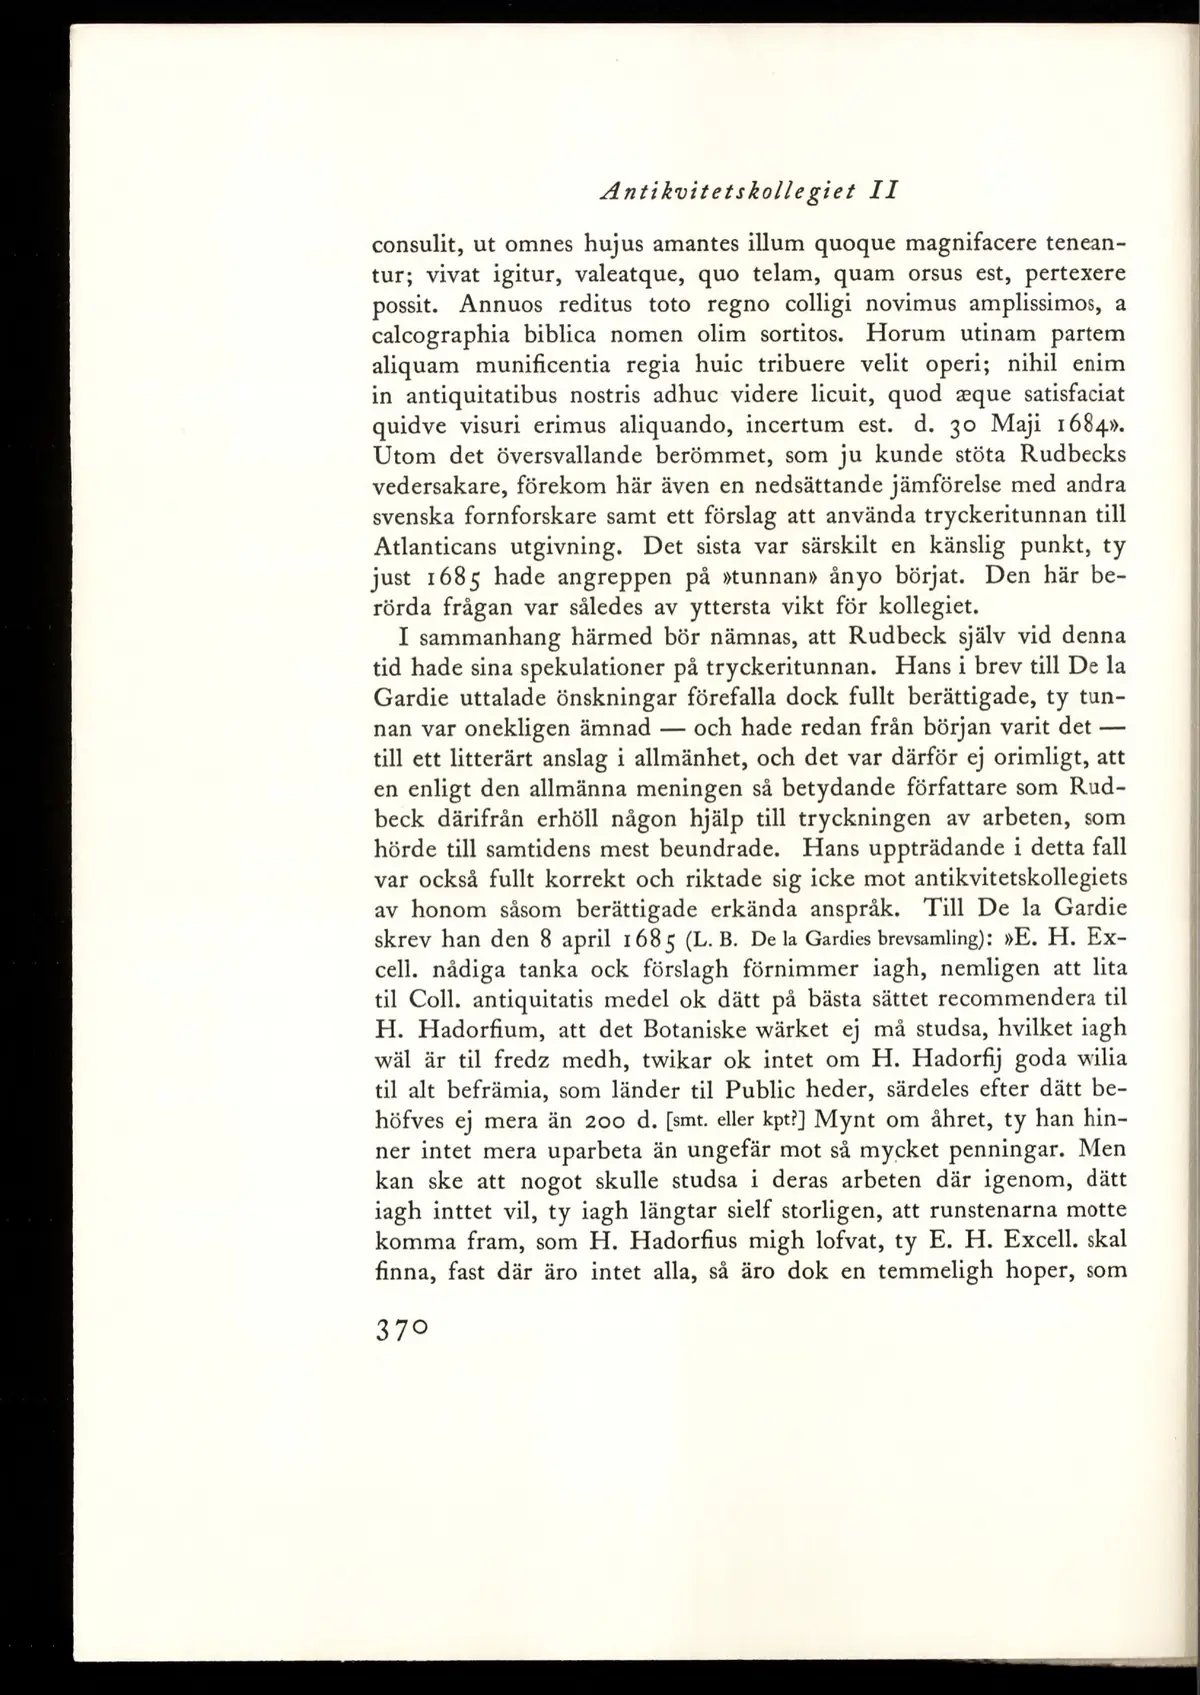 Antikvitetskollegiet II
consulit, ut omnes hujus amantes illum quoque magnifacere tenean-
tur; vivat igitur, valeatque, quo telam, quam orsus est, pertexere
possit. Annuos reditus toto regno colligi novimus amplissimos, a
calcographia biblica nomen olim sortitos. Horum utinam partem
aliquam munificentia regia huic tribuere velit operi; nihil enim
in antiquitatibus nostris adhuc videre licuit, quod æque satisfaciat
quidve visuri erimus aliquando, incertum est. d. 30 Maji 1684».
Utom det översvallande berömmet, som ju kunde stöta Rudbecks
vedersakare, förekom här även en nedsättande jämförelse med andra
svenska fornforskare samt ett förslag att använda tryckeritunnan till
Atlanticans utgivning. Det sista var särskilt en känslig punkt, ty
just 1685 hade angreppen på »tunnan» ånyo börjat. Den här be-
rörda frågan var således av yttersta vikt för kollegiet.
I sammanhang härmed bör nämnas, att Rudbeck själv vid denna
tid hade sina spekulationer på tryckeritunnan. Hans i brev till De la
Gardie uttalade önskningar förefalla dock fullt berättigade, ty tun-
nan var onekligen ämnad — och hade redan från början varit det —
till ett litterärt anslag i allmänhet, och det var därför ej orimligt, att
en enligt den allmänna meningen så betydande författare som Rud-
beck därifrån erhöll någon hjälp till tryckningen av arbeten, som
hörde till samtidens mest beundrade. Hans uppträdande i detta fall
var också fullt korrekt och riktade sig icke mot antikvitetskollegiets
av honom såsom berättigade erkända anspråk. Till De la Gardie
skrev han den 8 april 1685 (L. B. De la Gardies brevsamling): »E. H. Ex-
cell. nådiga tanka ock förslagh förnimmer iagh, nemligen att lita
til Coll. antiquitatis medel ok dätt på bästa sättet recommendera til
H. Hadorfium, att det Botaniske wärket ej må studsa, hvilket iagh
wäl är til fredz medh, twikar ok intet om H. Hadorfij goda wilia
til alt befrämia, som länder til Public heder, särdeles efter dätt be-
höfves ej mera än 200 d. [smt. eller kpt?] Mynt om åhret, ty han hin-
ner intet mera uparbeta än ungefär mot så mycket penningar. Men
kan ske att nogot skulle studsa i deras arbeten där igenom, dätt
iagh inttet vil, ty iagh längtar sielf storligen, att runstenarna motte
komma fram, som H. Hadorfius migh lofvat, ty E. H. Excell. skal
finna, fast där äro intet alla, så äro dok en temmeligh hoper, som
370